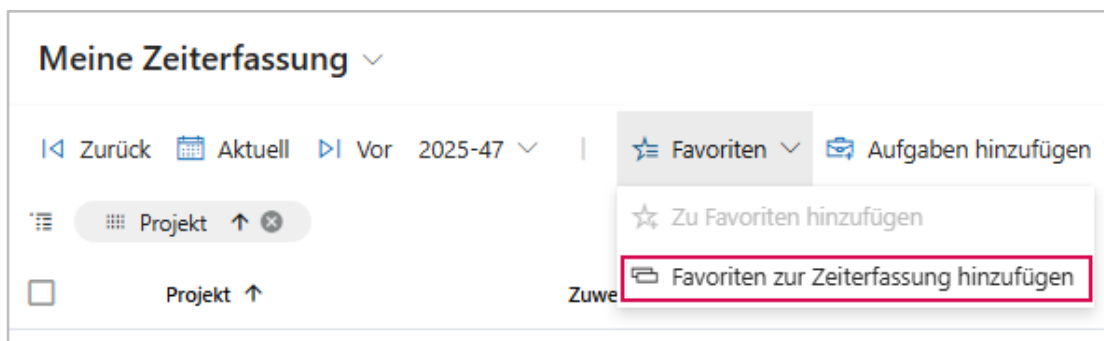 Meine Zeiterfassung
Zurück Aktuell Vor 2025-47 | Favoriten Aufgaben hinzufügen
Projekt ↑
Zu Favoriten hinzufügen
Favoriten zur Zeiterfassung hinzufügen
Projekt ↑ Zuwe